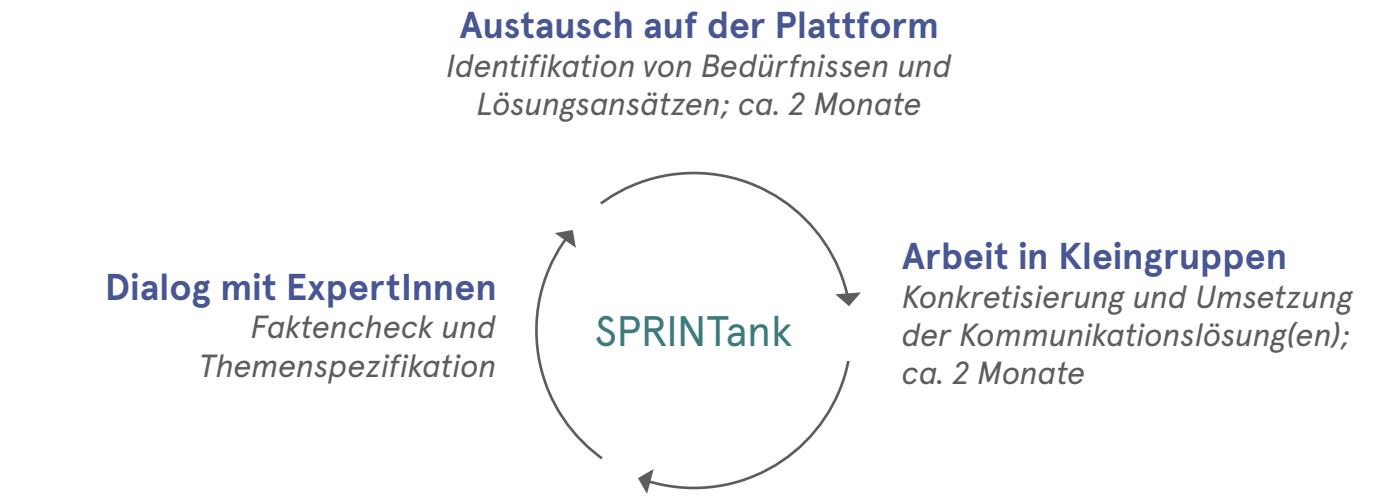 Austausch auf der Plattform
Identifikation von Bedürfnissen und
Lösungsansätzen; ca. 2 Monate
Arbeit in Kleingruppen
Konkretisierung und Umsetzung
der Kommunikationslösung(en);
ca. 2 Monate
Dialog mit ExpertInnen
Faktencheck und
Themenspezifikation
SPRINTank